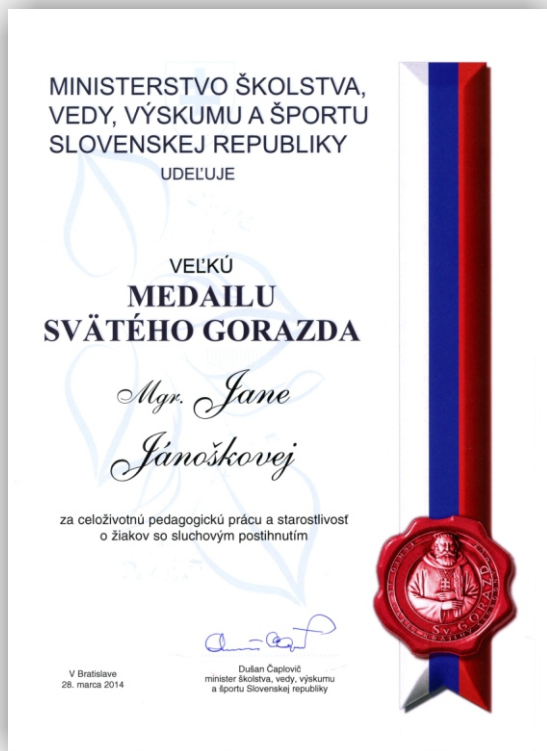 MINISTERSTVO ŠKOLSTVA,
VEDY, VÝSKUMU A ŠPORTU
SLOVENSKEJ REPUBLIKY
UDEĽUJE
VEĽKÚ
MEDAILU
SVÄTÉHO GORAZDA
Mgr. Jane
Jánoškovej
za celoživotnú pedagogickú prácu a starostlivosť
o žiakov so sluchovým postihnutím
SV. GORAZD
V Bratislave
28. marca 2014
Dušan Čaplovič
minister školstva, vedy, výskumu
a športu Slovenskej republiky